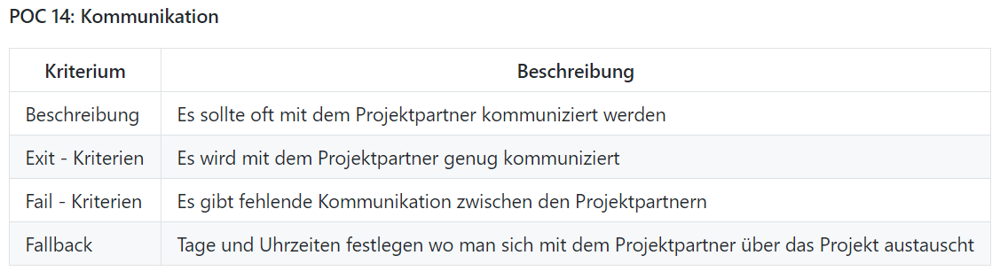 POC 14: Kommunikation
Kriterium Beschreibung
Beschreibung Es sollte oft mit dem Projektpartner kommuniziert werden
Exit - Kriterien Es wird mit dem Projektpartner genug kommuniziert
Fail - Kriterien Es gibt fehlende Kommunikation zwischen den Projektpartnern
Fallback Tage und Uhrzeiten festlegen wo man sich mit dem Projektpartner über das Projekt austauscht